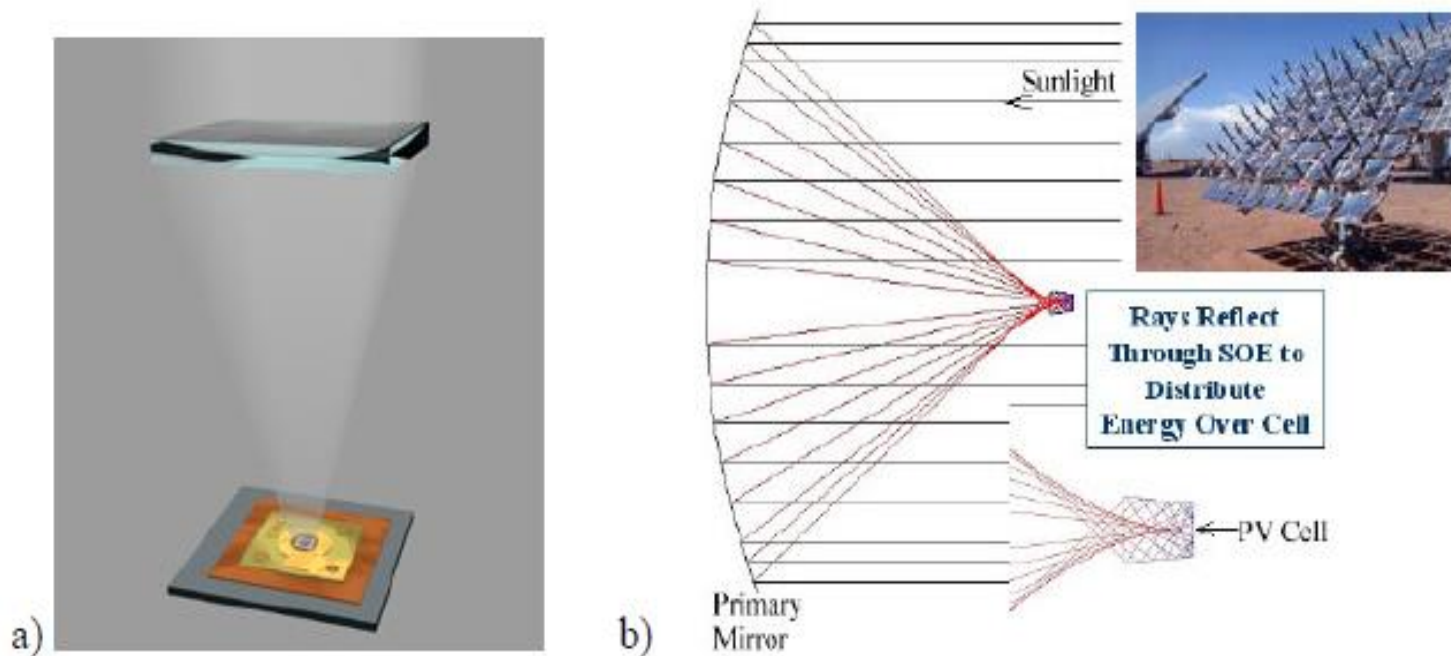 Sunlight
Rays Reflect
Through SOE to
Distribute
Energy Over Cell
PV Cell
Primary
Mirror
a)
b)